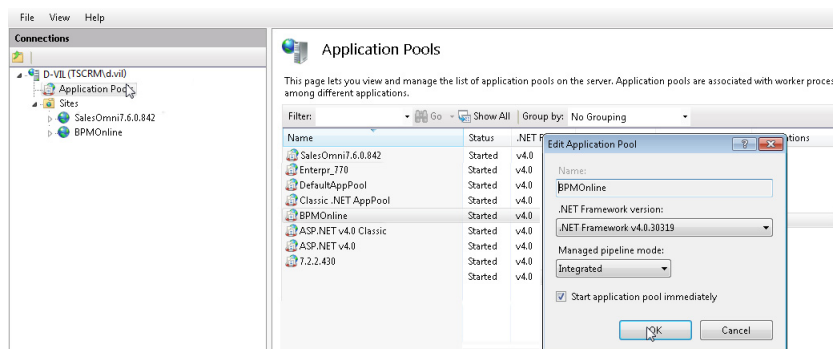 File View Help
Connections
D-VIL (TSCRM\d.vil)
Application Pools
Sites
SalesOmni7.6.0.842
BPMOnline
Application Pools
This page lets you view and manage the list of application pools on the server. Application pools are associated with worker proces
among different applications.
Filter: Go Show All Group by: No Grouping
Name Status .NET F
SalesOmni7.6.0.842 Started v4.0
Enterpr_770 Started v4.0
DefaultAppPool Started v4.0
Classic .NET AppPool Started v4.0
BPMOnline Started v4.0
ASP.NET v4.0 Classic Started v4.0
ASP.NET v4.0 Started v4.0
7.2.2.430 Started v4.0
Started v4.0
ations
Edit Application Pool
Name:
BPMOnline
.NET Framework version:
.NET Framework v4.0.30319
Managed pipeline mode:
Integrated
Start application pool immediately
OK Cancel